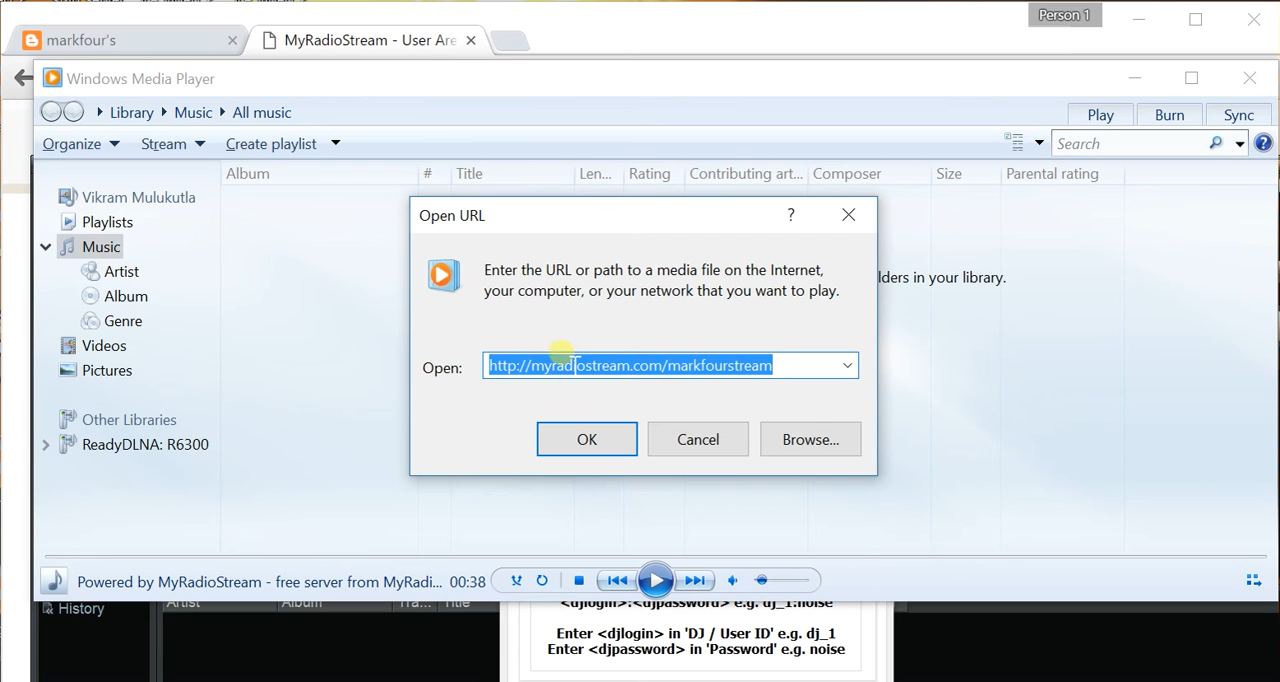 Person 1
markfour's
MyRadioStream - User Are
Windows Media Player
Library Music All music
Play Burn Sync
Organize Stream Create playlist
Search
Album # Title Len... Rating Contributing art... Composer Size Parental rating
Vikram Mulukutla
Playlists
Music
Artist
Album
Genre
Videos
Pictures
Other Libraries
ReadyDLNA: R6300
lders in your library.
Open URL
Enter the URL or path to a media file on the Internet,
your computer, or your network that you want to play.
Open: http://myradiostream.com/markfourstream
OK Cancel Browse...
Powered by MyRadioStream - free server from MyRadi... 00:38
History
Artist Album Tra... Title
<djlogin>:<djpassword> e.g. dj_1:noise
Enter <djlogin> in 'DJ / User ID' e.g. dj_1
Enter <djpassword> in 'Password' e.g. noise